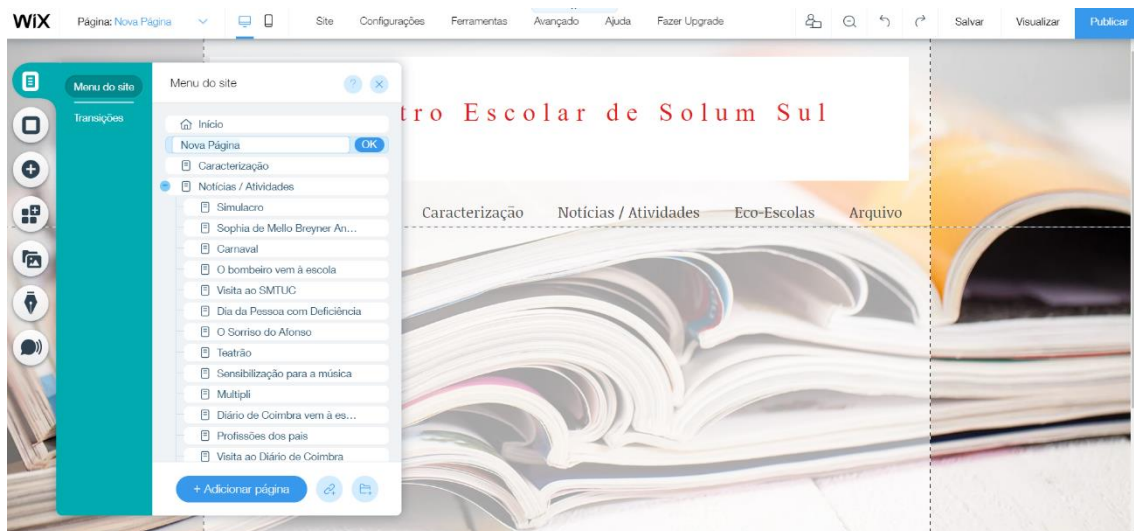 WiX Página: Nova Página Site Configurações Ferramentas Avançado Ajuda Fazer Upgrade Salvar Visualizar Publicar
Menu do site
Transições
Menu do site ? ×
Início
Nova Página OK
Caracterização
Notícias / Atividades
Simulacro
Sophia de Mello Breyner An...
Carnaval
O bombeiro vem à escola
Visita ao SMTUC
Dia da Pessoa com Deficiência
O Sorriso do Afonso
Teatrão
Sensibilização para a música
Multipli
Diário de Coimbra vem à es...
Profissões dos pais
Visita ao Diário de Coimbra
+ Adicionar página
tro Escolar de Solum Sul
Caracterização Notícias / Atividades Eco-Escolas Arquivo